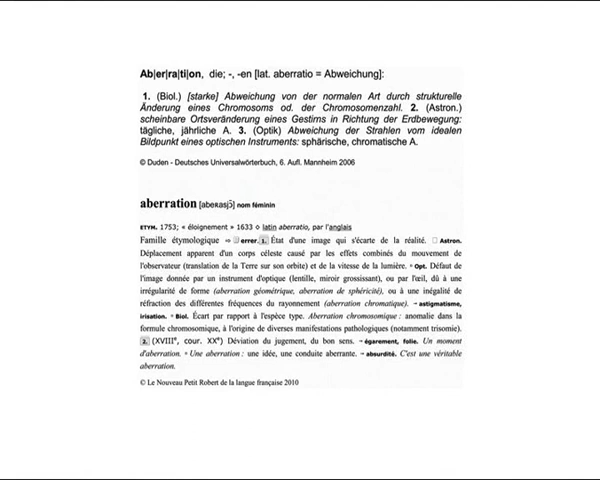 Ab|er|ra|ti|on, die; -, -en [lat. aberratio = Abweichung]:
1. (Biol.) [starke] Abweichung von der normalen Art durch strukturelle
Änderung eines Chromosoms od. der Chromosomenzahl. 2. (Astron.)
scheinbare Ortsveränderung eines Gestirns in Richtung der Erdbewegung:
tägliche, jährliche A. 3. (Optik) Abweichung der Strahlen vom idealen
Bildpunkt eines optischen Instruments: sphärische, chromatische A.
© Duden - Deutsches Universalwörterbuch, 6. Aufl. Mannheim 2006
aberration [abeʀasjɔ̃] nom féminin
ETYM. 1753; « éloignement » 1633 ◊ latin aberratio, par l'anglais
Famille étymologique ⇨ errer. 1. État d'une image qui s'écarte de la réalité. □ Astron.
Déplacement apparent d'un corps céleste causé par les effets combinés du mouvement de
l'observateur (translation de la Terre sur son orbite) et de la vitesse de la lumière. ▫ Opt. Défaut de
l'image donnée par un instrument d'optique (lentille, miroir grossissant), ou par l'œil, dû à une
irrégularité de forme (aberration géométrique, aberration de sphéricité), ou à une inégalité de
réfraction des différentes fréquences du rayonnement (aberration chromatique). ➙ astigmatisme,
irisation. ▫ Biol. Écart par rapport à l'espèce type. Aberration chromosomique : anomalie dans la
formule chromosomique, à l'origine de diverses manifestations pathologiques (notamment trisomie).
2. (XVIIIe, cour. XXe) Déviation du jugement, du bon sens. ➙ égarement, folie. Un moment
d'aberration. ▫ Une aberration : une idée, une conduite aberrante. ➙ absurdité. C'est une véritable
aberration.
© Le Nouveau Petit Robert de la langue française 2010